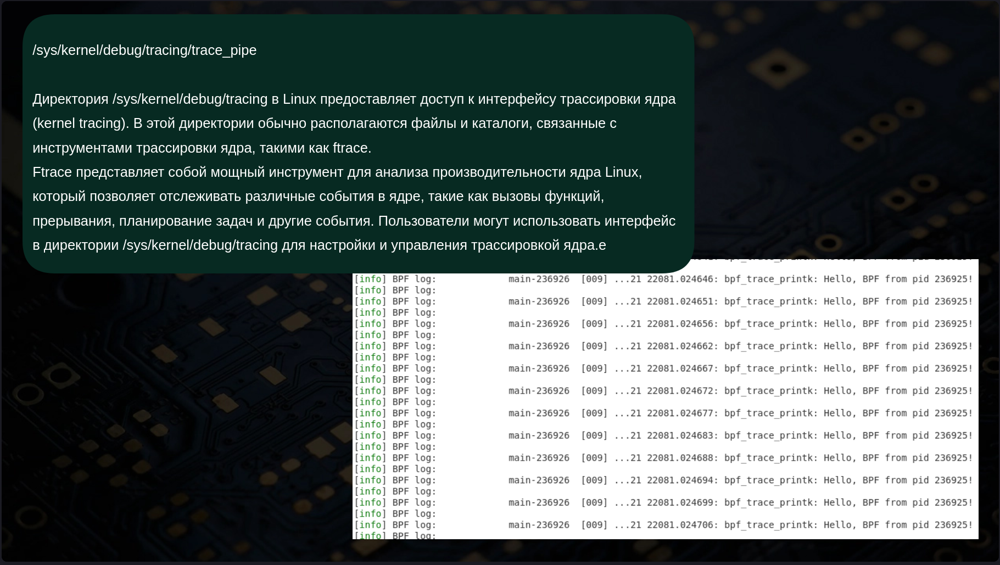 /sys/kernel/debug/tracing/trace_pipe
Директория /sys/kernel/debug/tracing в Linux предоставляет доступ к интерфейсу трассировки ядра
(kernel tracing). В этой директории обычно располагаются файлы и каталоги, связанные с
инструментами трассировки ядра, такими как ftrace.
Ftrace представляет собой мощный инструмент для анализа производительности ядра Linux,
который позволяет отслеживать различные события в ядре, такие как вызовы функций,
прерывания, планирование задач и другие события. Пользователи могут использовать интерфейс
в директории /sys/kernel/debug/tracing для настройки и управления трассировкой ядра.е
[info] BPF log: main-236926 [009] ...21 22081.024646: bpf_trace_printk: Hello, BPF from pid 236925!
[info] BPF log:
[info] BPF log: main-236926 [009] ...21 22081.024651: bpf_trace_printk: Hello, BPF from pid 236925!
[info] BPF log:
[info] BPF log: main-236926 [009] ...21 22081.024656: bpf_trace_printk: Hello, BPF from pid 236925!
[info] BPF log:
[info] BPF log: main-236926 [009] ...21 22081.024662: bpf_trace_printk: Hello, BPF from pid 236925!
[info] BPF log:
[info] BPF log: main-236926 [009] ...21 22081.024667: bpf_trace_printk: Hello, BPF from pid 236925!
[info] BPF log:
[info] BPF log: main-236926 [009] ...21 22081.024672: bpf_trace_printk: Hello, BPF from pid 236925!
[info] BPF log:
[info] BPF log: main-236926 [009] ...21 22081.024677: bpf_trace_printk: Hello, BPF from pid 236925!
[info] BPF log:
[info] BPF log: main-236926 [009] ...21 22081.024683: bpf_trace_printk: Hello, BPF from pid 236925!
[info] BPF log:
[info] BPF log: main-236926 [009] ...21 22081.024688: bpf_trace_printk: Hello, BPF from pid 236925!
[info] BPF log:
[info] BPF log: main-236926 [009] ...21 22081.024694: bpf_trace_printk: Hello, BPF from pid 236925!
[info] BPF log:
[info] BPF log: main-236926 [009] ...21 22081.024699: bpf_trace_printk: Hello, BPF from pid 236925!
[info] BPF log:
[info] BPF log: main-236926 [009] ...21 22081.024706: bpf_trace_printk: Hello, BPF from pid 236925!
[info] BPF log: